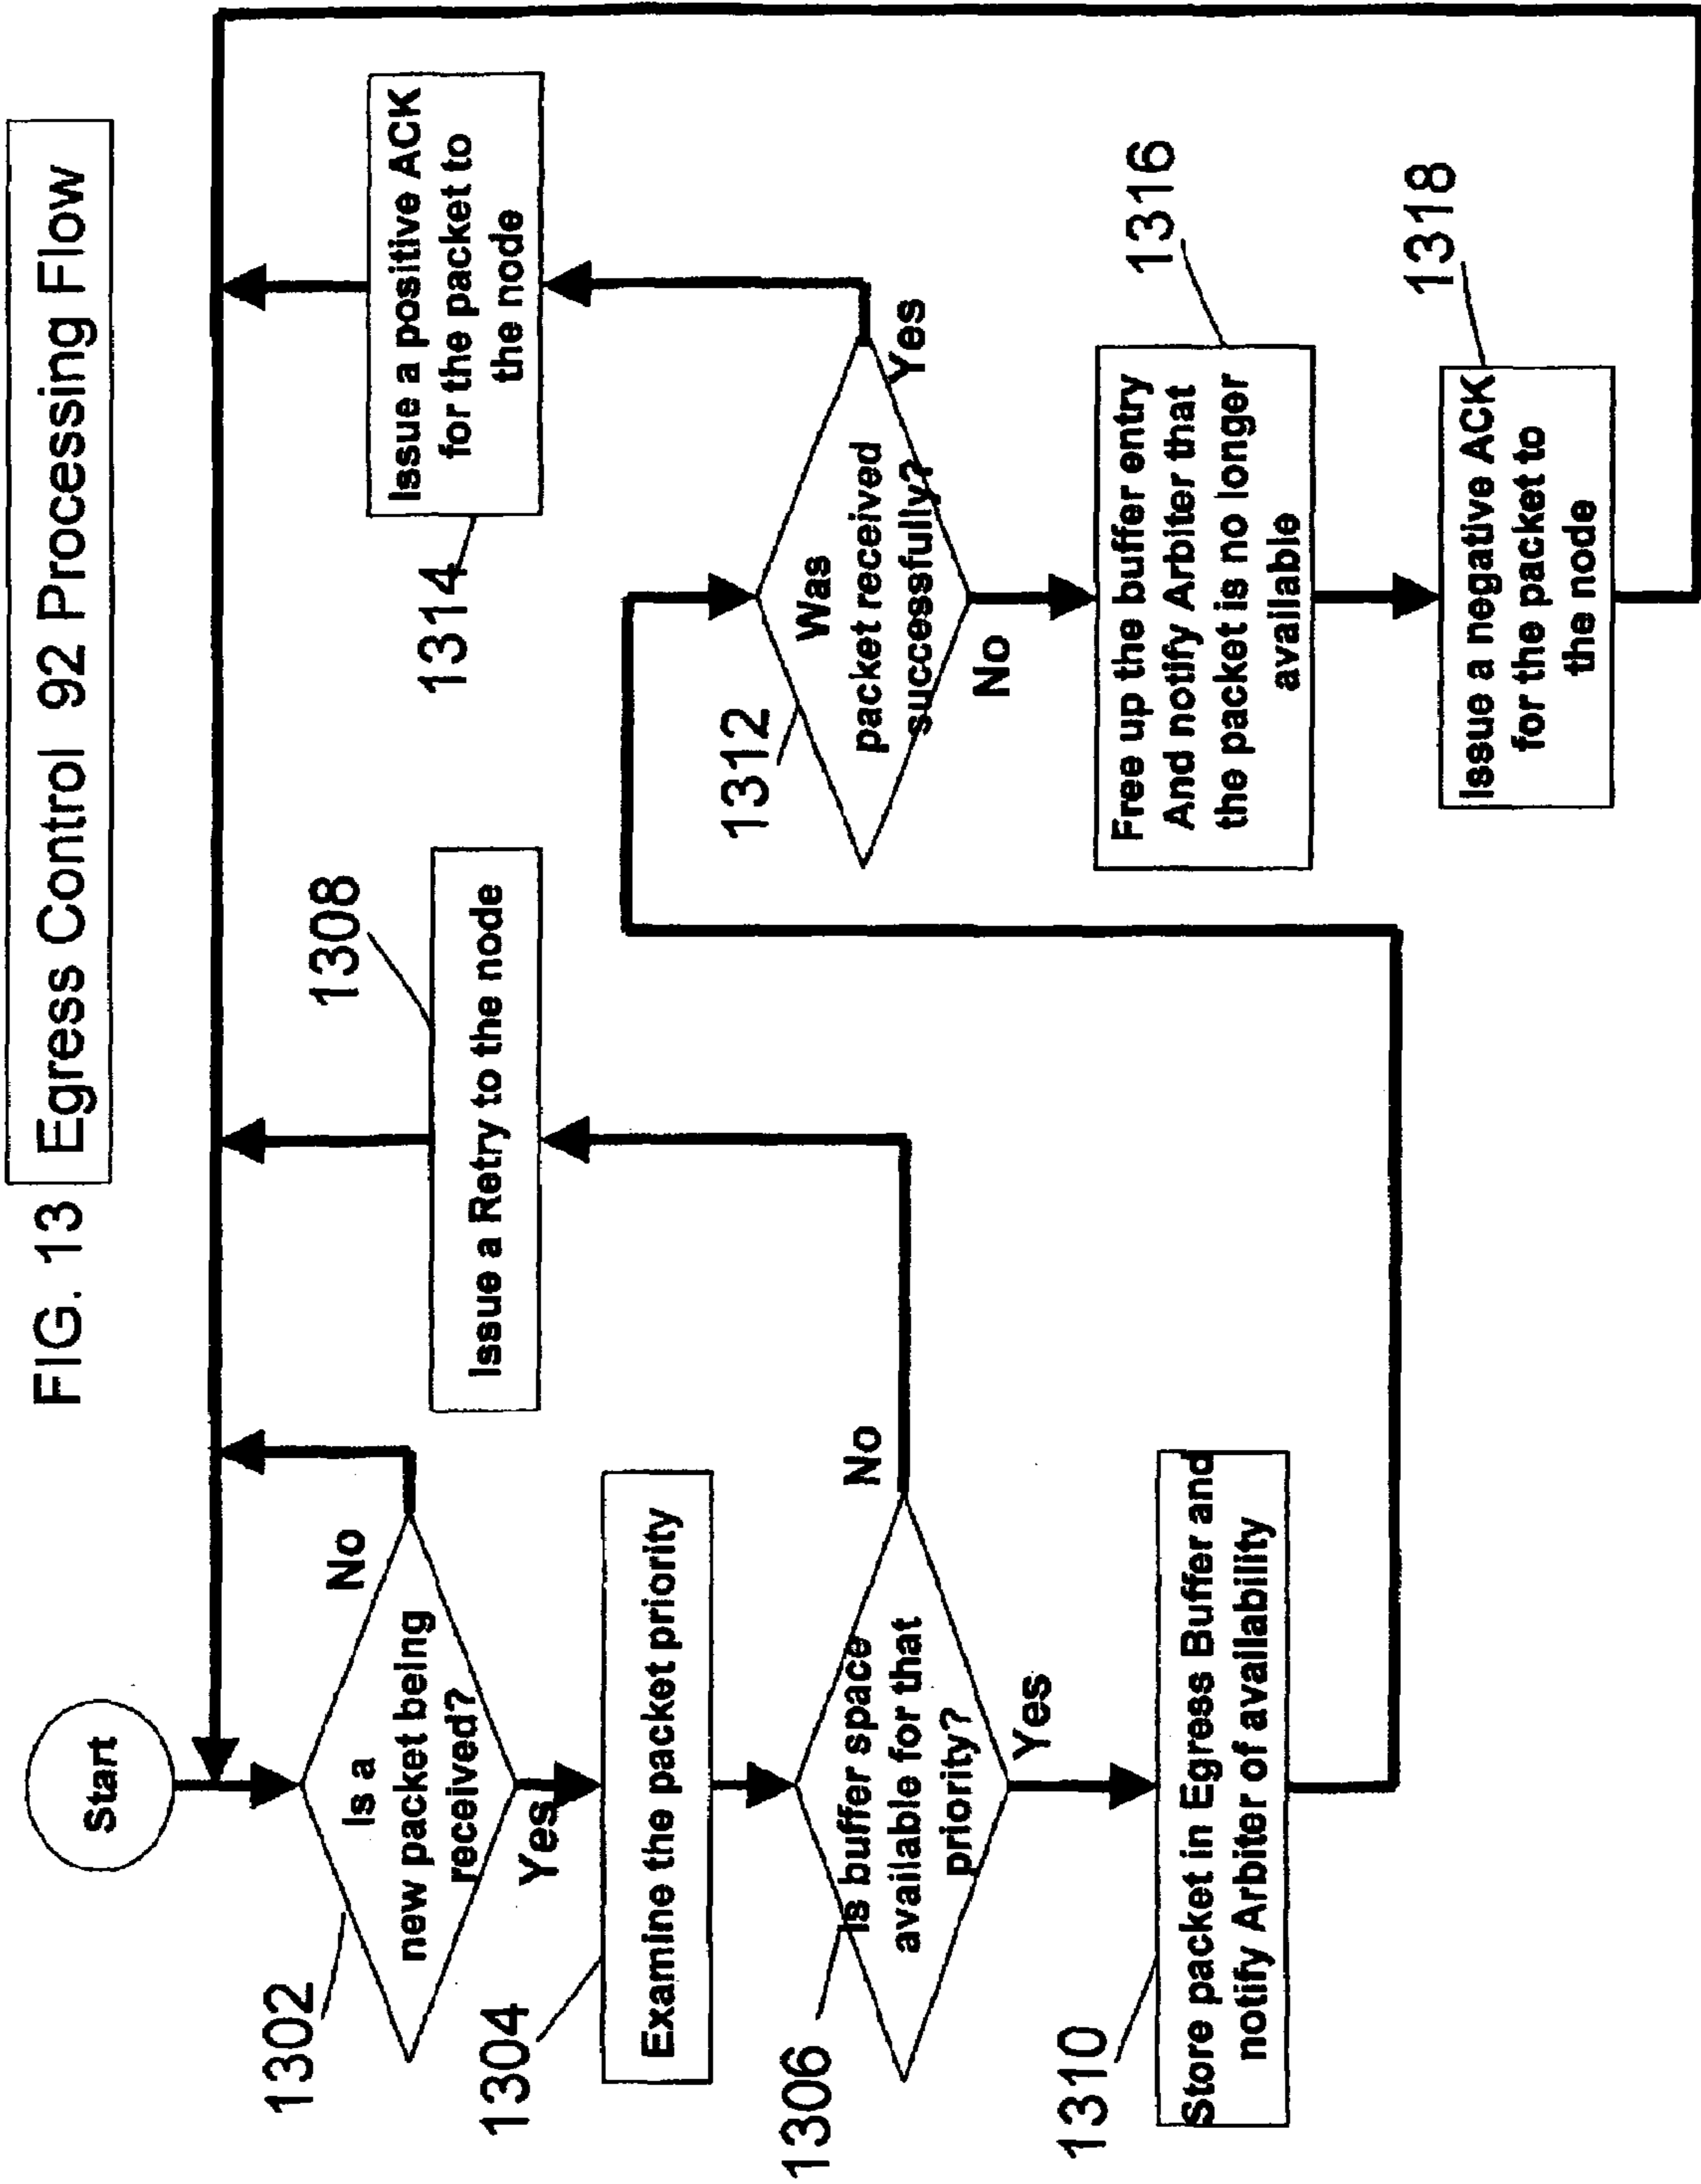 FIG. 13 Egress Control 92 Processing Flow
Start
1302
Is a
new packet being
received?
No
Yes
1304
Examine the packet priority
1306
Is buffer space
available for that
priority?
No
Yes
1308
Issue a Retry to the node
1310
Store packet in Egress Buffer and
notify Arbiter of availability
1312
Was
packet received
successfully?
Yes
No
1314
Issue a positive ACK
for the packet to
the node
1316
Free up the buffer entry
And notify Arbiter that
the packet is no longer
available
1318
Issue a negative ACK
for the packet to
the node